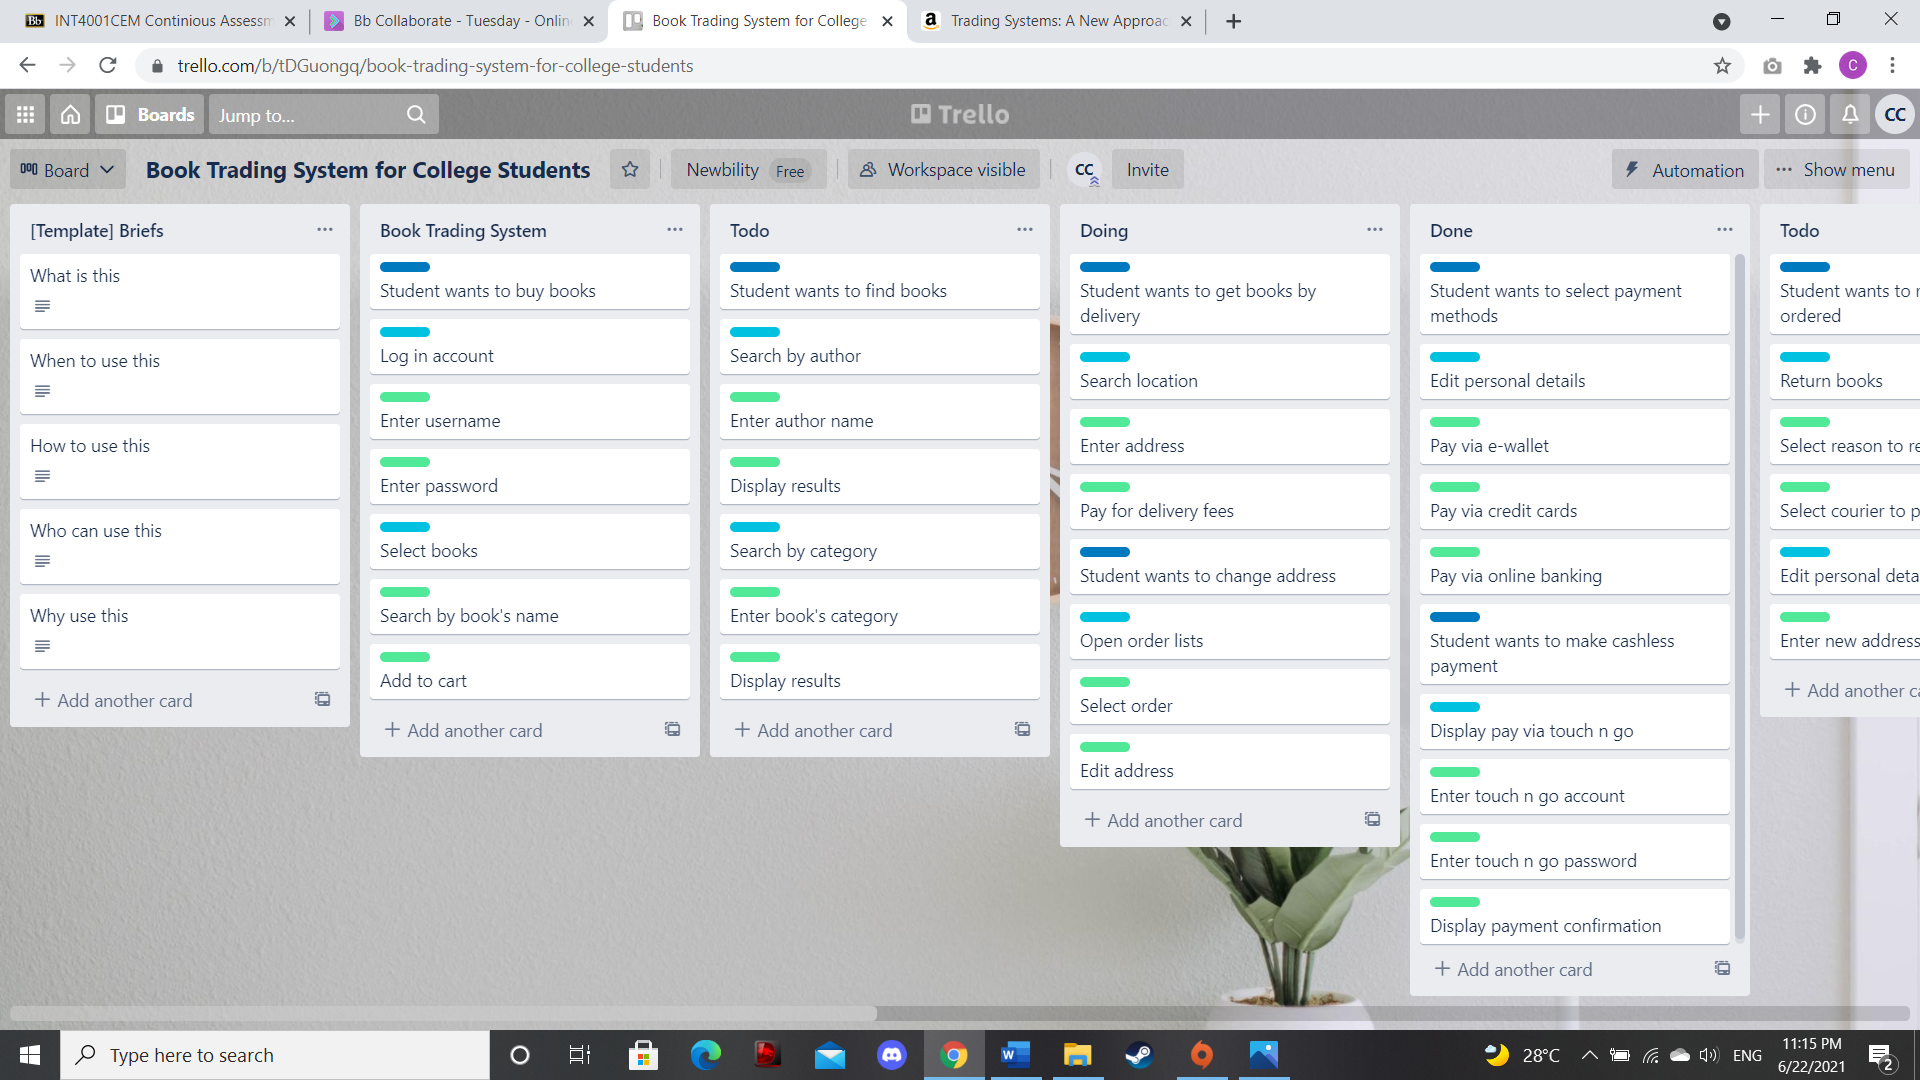 INT4001CEM Continious Assessm
Bb Collaborate - Tuesday - Onlin
Book Trading System for College
Trading Systems: A New Approac
trello.com/b/tDGuongq/book-trading-system-for-college-students
C
Boards
Jump to...
Trello
CC
Board
Book Trading System for College Students
Newbility Free
Workspace visible
CC
Invite
Automation
Show menu
[Template] Briefs
What is this
When to use this
How to use this
Who can use this
Why use this
Add another card
Book Trading System
Student wants to buy books
Log in account
Enter username
Enter password
Select books
Search by book's name
Add to cart
Add another card
Todo
Student wants to find books
Search by author
Enter author name
Display results
Search by category
Enter book's category
Display results
Add another card
Doing
Student wants to get books by
delivery
Search location
Enter address
Pay for delivery fees
Student wants to change address
Open order lists
Select order
Edit address
Add another card
Done
Student wants to select payment
methods
Edit personal details
Pay via e-wallet
Pay via credit cards
Pay via online banking
Student wants to make cashless
payment
Display pay via touch n go
Enter touch n go account
Enter touch n go password
Display payment confirmation
Add another card
Todo
Student wants to r
ordered
Return books
Select reason to re
Select courier to p
Edit personal deta
Enter new address
Add another ca
Type here to search
28°C
ENG
11:15 PM
6/22/2021
2